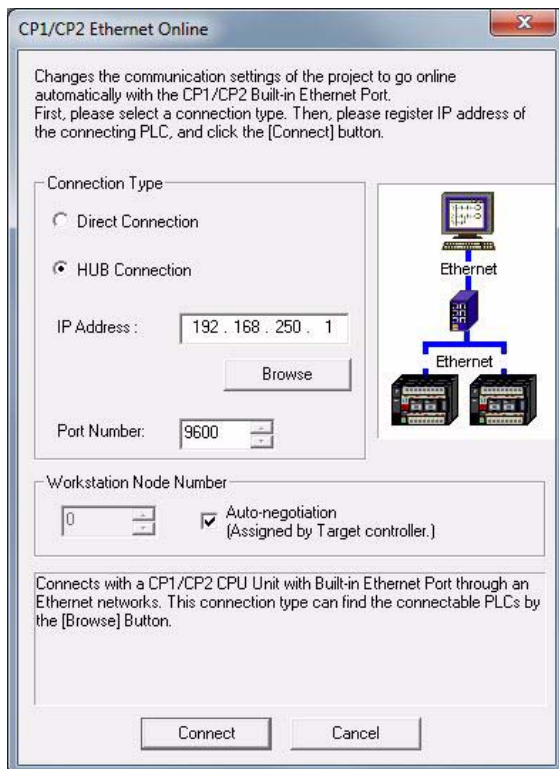 CP1/CP2 Ethernet Online
Changes the communication settings of the project to go online
automatically with the CP1/CP2 Built-in Ethernet Port.
First, please select a connection type. Then, please register IP address of
the connecting PLC, and click the [Connect] button.
Connection Type
Direct Connection
HUB Connection
IP Address :
192 . 168 . 250 . 1
Browse
Port Number:
9600
Ethernet
Ethernet
Workstation Node Number
0
Auto-negotiation
(Assigned by Target controller.)
Connects with a CP1/CP2 CPU Unit with Built-in Ethernet Port through an
Ethernet networks. This connection type can find the connectable PLCs by
the [Browse] Button.
Connect
Cancel